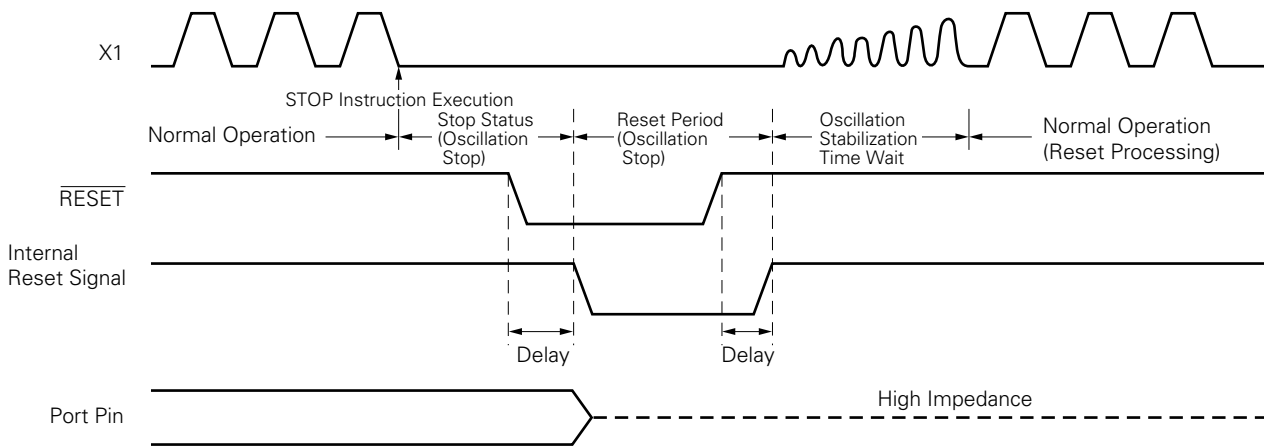 X1
STOP Instruction Execution
Normal Operation
Stop Status
(Oscillation
Stop)
Reset Period
(Oscillation
Stop)
Oscillation
Stabilization
Time Wait
Normal Operation
(Reset Processing)
RESET
Internal
Reset Signal
Delay
Delay
Port Pin
High Impedance